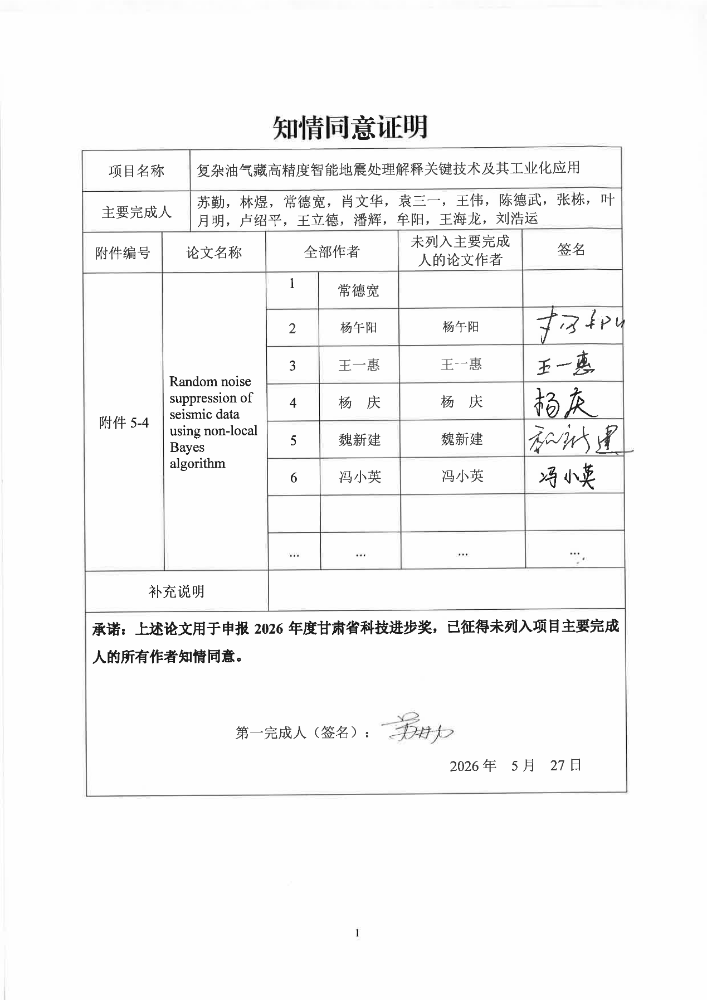 知情同意证明
项目名称
复杂油气藏高精度智能地震处理解释关键技术及其工业化应用
主要完成人
苏勤，林煜，常德宽，肖文华，袁三一，王伟，陈德武，张栋，叶
月明，卢绍平，王立德，潘辉，牟阳，王海龙，刘浩运
附件编号
论文名称
全部作者
未列入主要完成
人的论文作者
签名
附件 5-4
Random noise
suppression of
seismic data
using non-local
Bayes
algorithm
1 常德宽
2 杨午阳 杨午阳 杨午阳
3 王一惠 王一惠 王一惠
4 杨 庆 杨 庆 杨庆
5 魏新建 魏新建 魏新建
6 冯小英 冯小英 冯小英
... ... ... ...
补充说明
承诺：上述论文用于申报 2026 年度甘肃省科技进步奖，已征得未列入项目主要完成
人的所有作者知情同意。
第一完成人（签名）：苏勤
2026 年 5 月 27 日
1